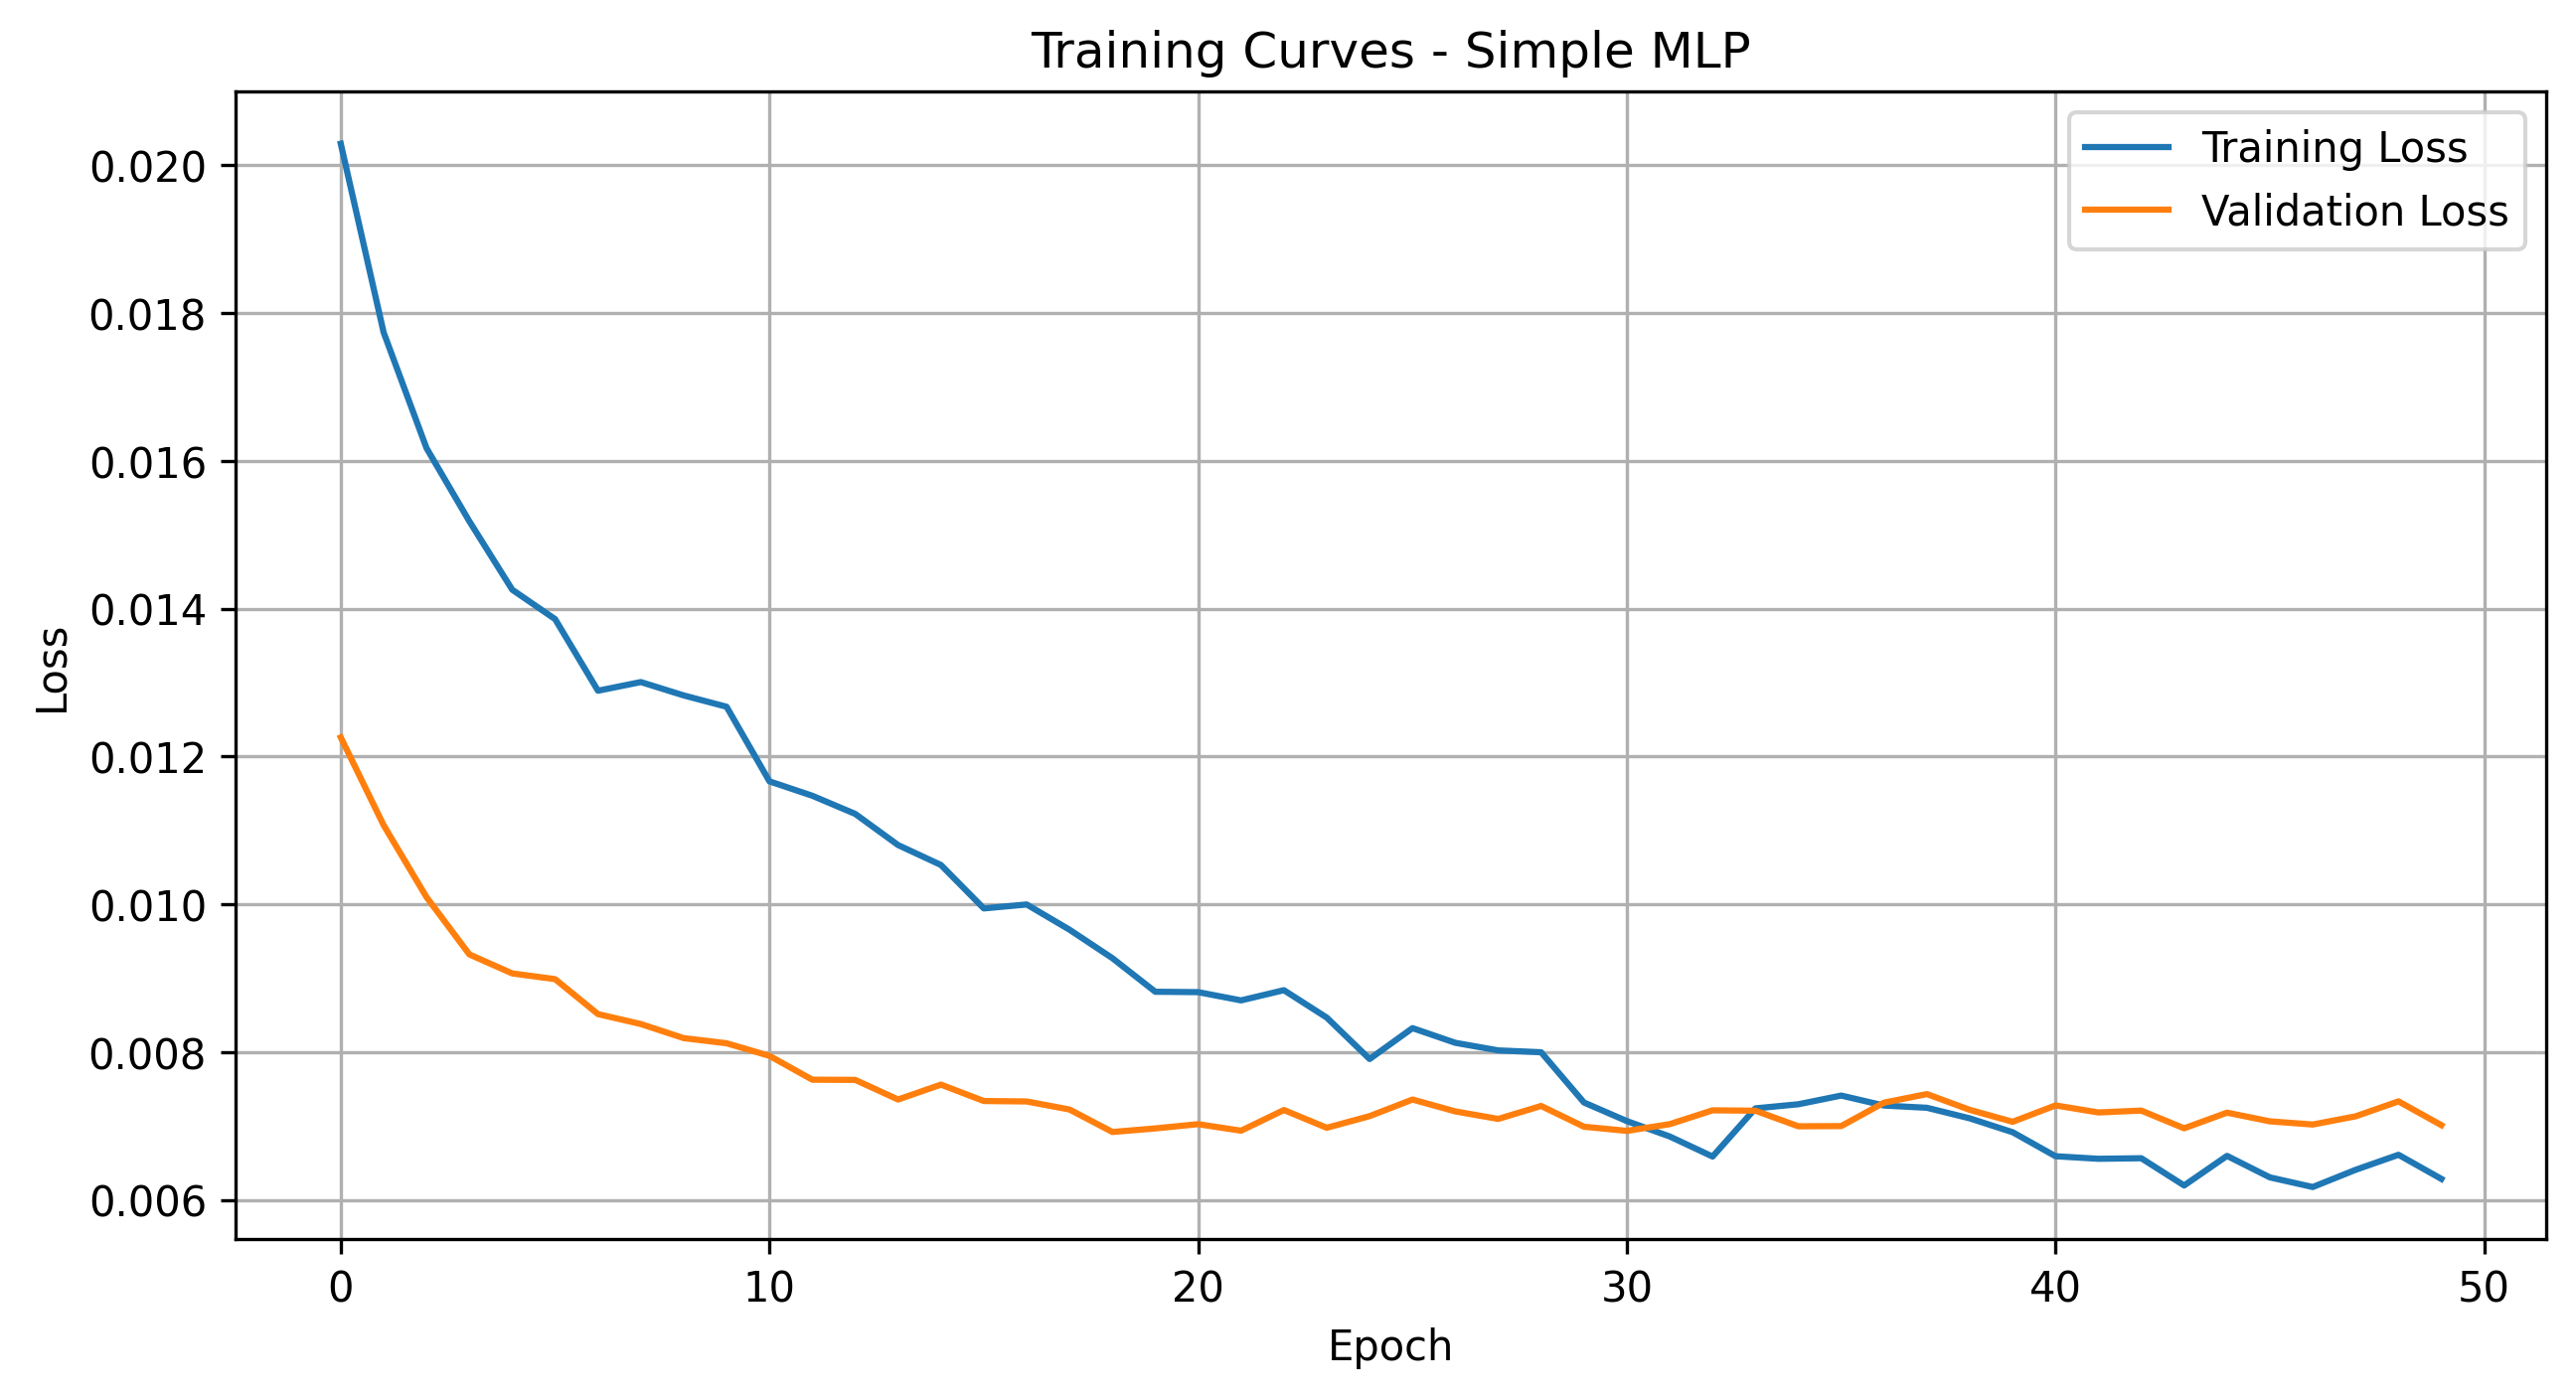 Training Curves - Simple MLP
Training Loss
Validation Loss
0.020
0.018
0.016
0.014
0.012
0.010
0.008
0.006
Loss
0 10 20 30 40 50
Epoch